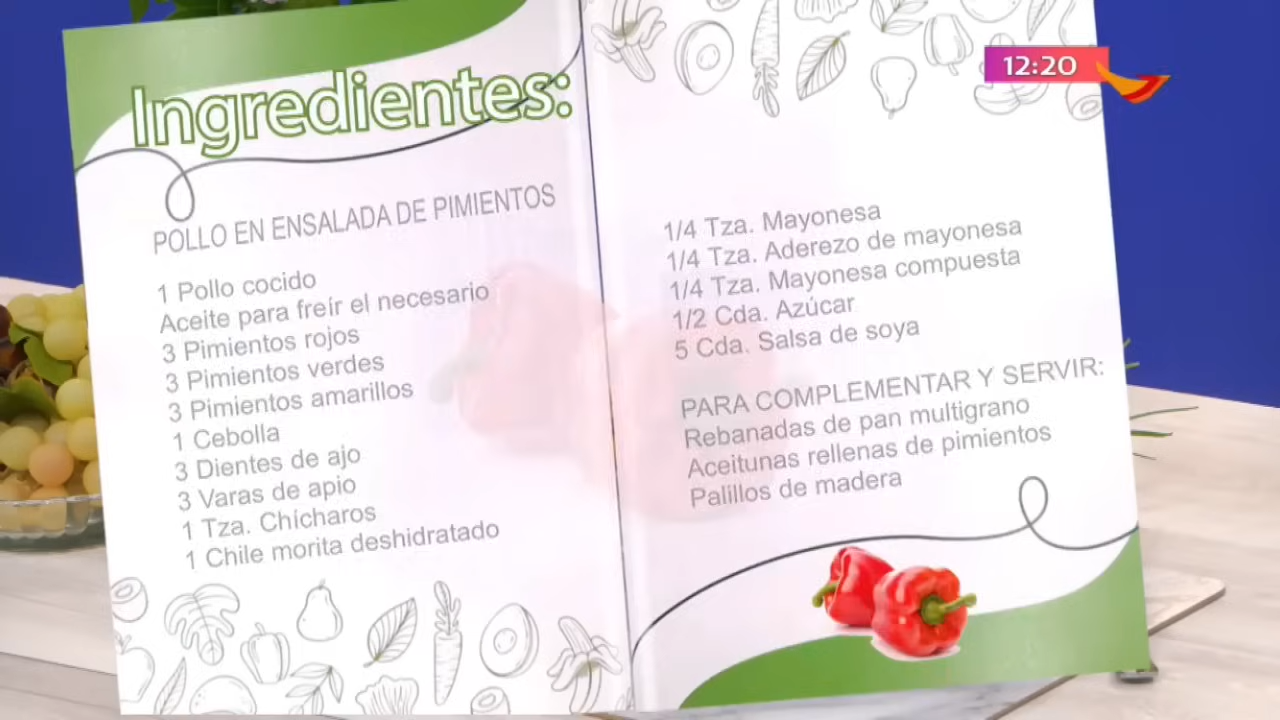 Ingredientes:
POLLO EN ENSALADA DE PIMIENTOS
1 Pollo cocido
Aceite para freír el necesario
3 Pimientos rojos
3 Pimientos verdes
3 Pimientos amarillos
1 Cebolla
3 Dientes de ajo
3 Varas de apio
1 Tza. Chícharos
1 Chile morita deshidratado
1/4 Tza. Mayonesa
1/4 Tza. Aderezo de mayonesa
1/4 Tza. Mayonesa compuesta
1/2 Cda. Azúcar
5 Cda. Salsa de soya
PARA COMPLEMENTAR Y SERVIR:
Rebanadas de pan multigrano
Aceitunas rellenas de pimientos
Palillos de madera
12:20